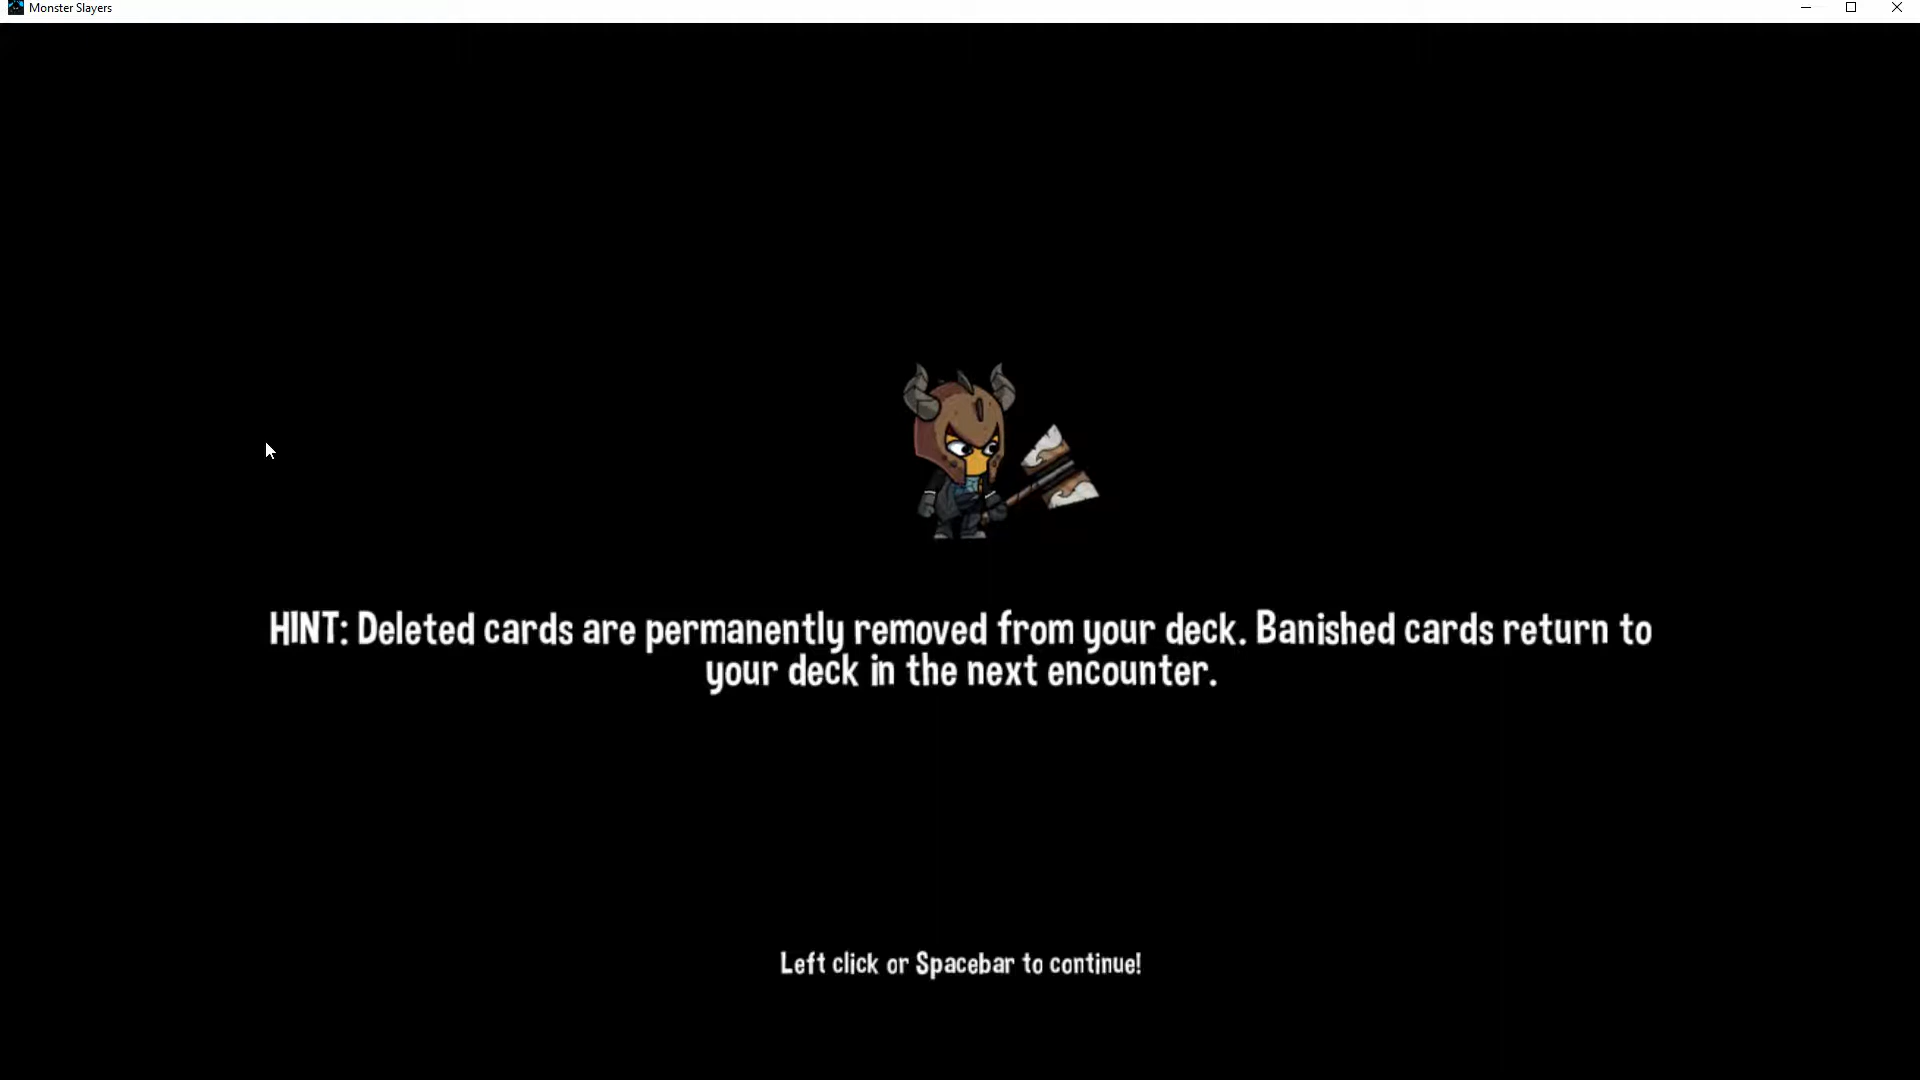 Monster Slayers
HINT: Deleted cards are permanently removed from your deck. Banished cards return to
your deck in the next encounter.
Left click or Spacebar to continue!